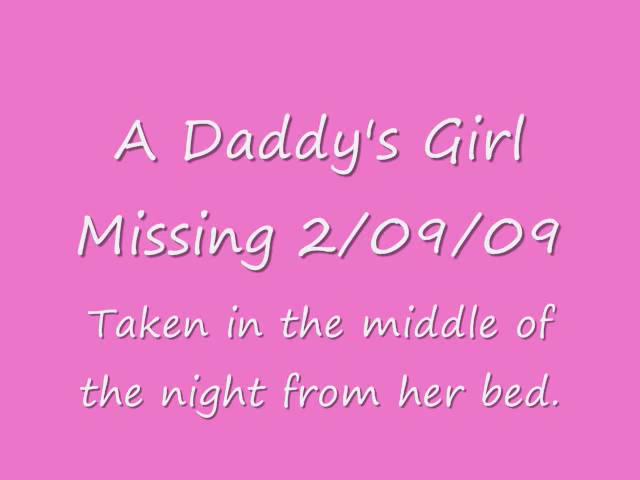 A Daddy's Girl
Missing 2/09/09
Taken in the middle of
the night from her bed.